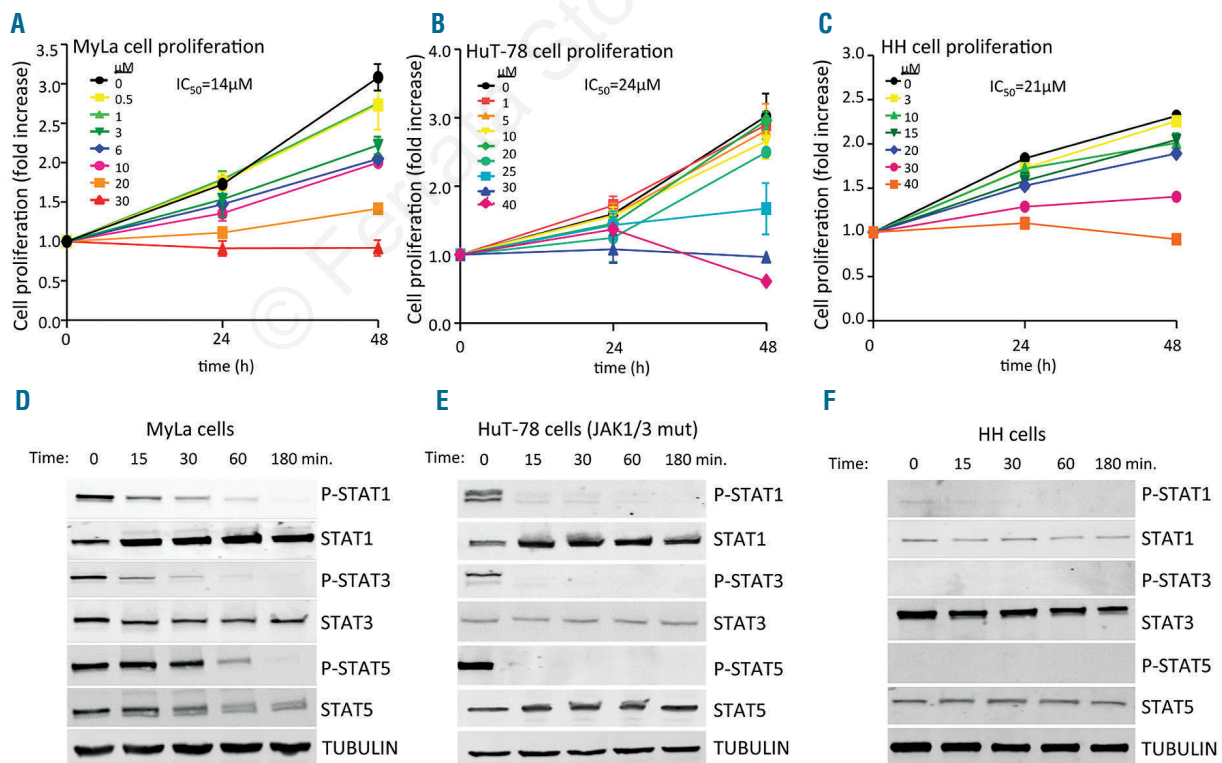 © Ferrata Sto
A
MyLa cell proliferation
Cell proliferation (fold increase)
3.5
3.0
2.5
2.0
1.5
1.0
0.5
0.0
µM
0
0.5
1
3
6
10
20
30
IC50=14µM
0
24
48
time (h)
B
HuT-78 cell proliferation
Cell proliferation (fold increase)
4.0
3.0
2.0
1.0
0.0
µM
0
1
5
10
20
25
30
40
IC50=24µM
0
24
48
time (h)
C
HH cell proliferation
Cell proliferation (fold increase)
3.0
2.5
2.0
1.5
1.0
2.5
0.0
µM
0
3
10
15
20
30
40
IC50=21µM
0
24
48
time (h)
D
MyLa cells
Time: 0 15 30 60 180 min.
P-STAT1
STAT1
P-STAT3
STAT3
P-STAT5
STAT5
TUBULIN
E
HuT-78 cells (JAK1/3 mut)
Time: 0 15 30 60 180 min.
P-STAT1
STAT1
P-STAT3
STAT3
P-STAT5
STAT5
TUBULIN
F
HH cells
Time: 0 15 30 60 180 min.
P-STAT1
STAT1
P-STAT3
STAT3
P-STAT5
STAT5
TUBULIN